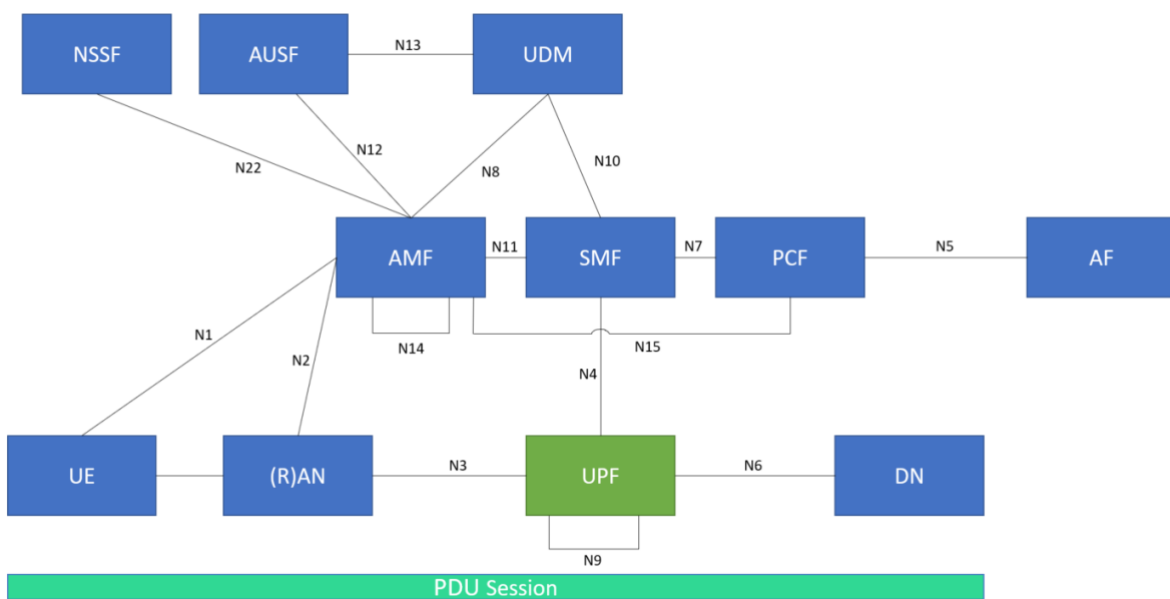 NSSF
AUSF
N13
UDM
N22
N12
N8
N10
AMF
N11
SMF
N7
PCF
N5
AF
N1
N2
N14
N15
N4
UE
(R)AN
N3
UPF
N6
DN
N9
PDU Session